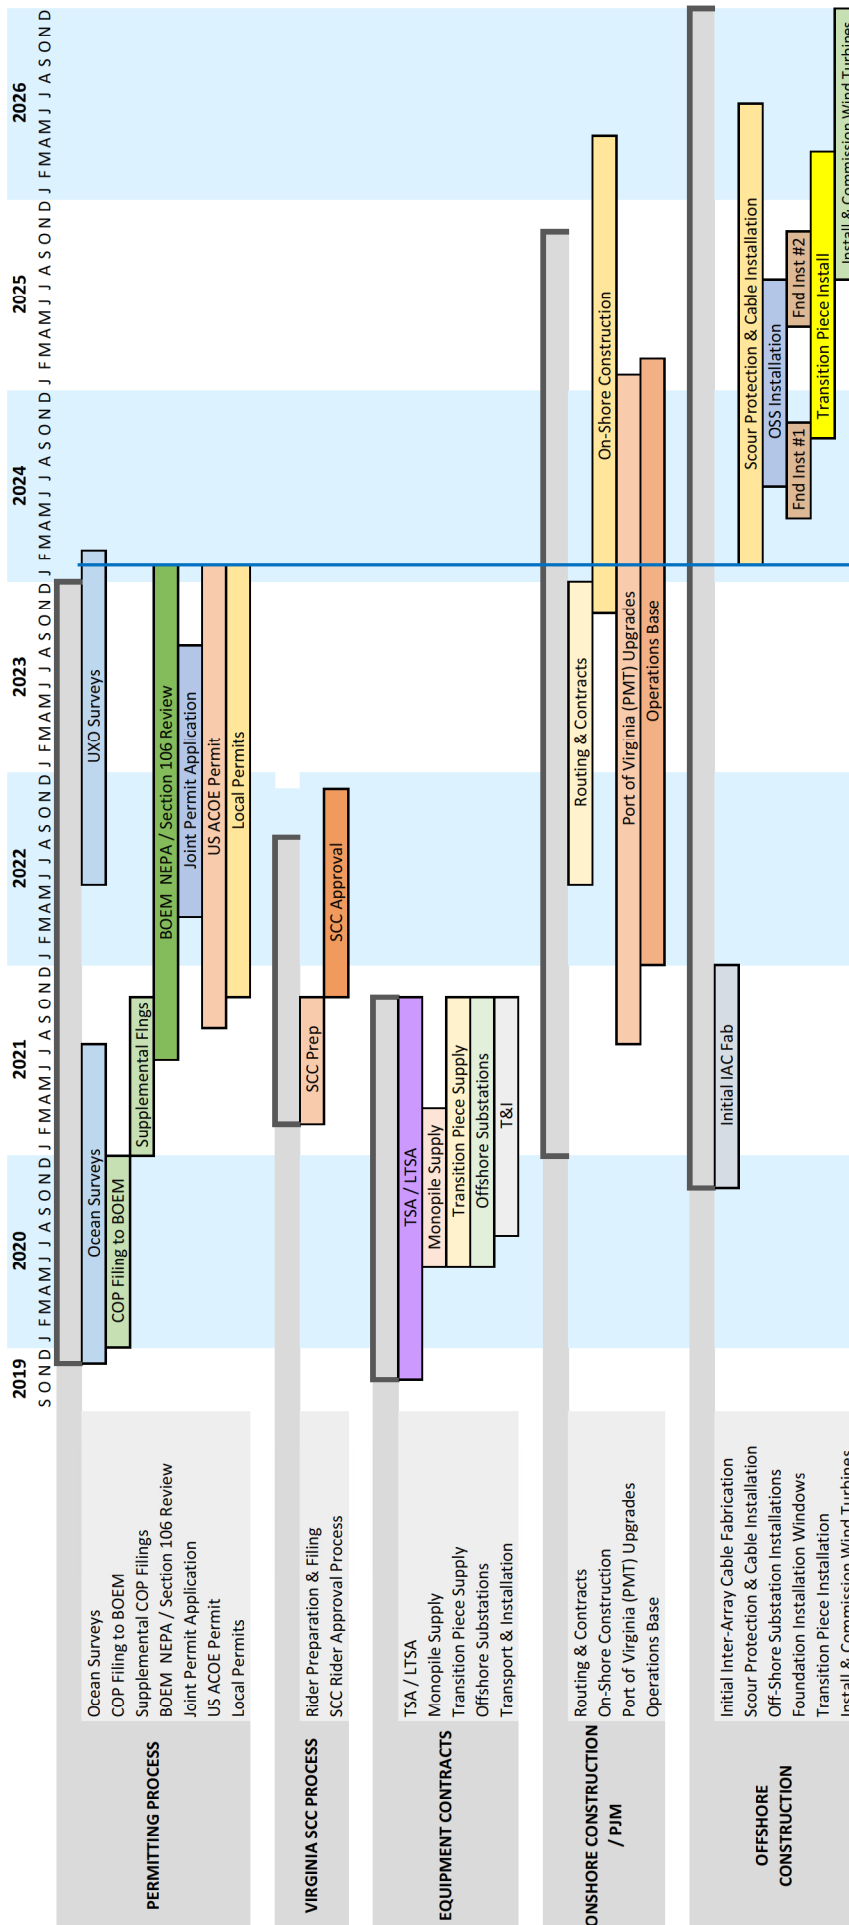 2019 2020 2021 2022 2023 2024 2025 2026
S O N D J F M A M J J A S O N D J F M A M J J A S O N D J F M A M J J A S O N D J F M A M J J A S O N D J F M A M J J A S O N D J F M A M J J A S O N D J F M A M J J A S O N D
PERMITTING PROCESS
Ocean Surveys
Ocean Surveys
UXO Surveys
COP Filing to BOEM
COP Filing to BOEM
Supplemental COP Filings
Supplemental Flngs
BOEM NEPA / Section 106 Review
BOEM NEPA / Section 106 Review
Joint Permit Application
Joint Permit Application
US ACOE Permit
US ACOE Permit
Local Permits
Local Permits
VIRGINIA SCC PROCESS
Rider Preparation & Filing
SCC Prep
SCC Rider Approval Process
SCC Approval
EQUIPMENT CONTRACTS
TSA / LTSA
TSA / LTSA
Monopile Supply
Monopile Supply
Transition Piece Supply
Transition Piece Supply
Offshore Substations
Offshore Substations
Transport & Installation
T&I
ONSHORE CONSTRUCTION
/ PJM
Routing & Contracts
Routing & Contracts
On-Shore Construction
On-Shore Construction
Port of Virginia (PMT) Upgrades
Port of Virginia (PMT) Upgrades
Operations Base
Operations Base
OFFSHORE
CONSTRUCTION
Initial Inter-Array Cable Fabrication
Initial IAC Fab
Scour Protection & Cable Installation
Scour Protection & Cable Installation
Off-Shore Substation Installations
OSS Installation
Foundation Installation Windows
Fnd Inst #1
Fnd Inst #2
Transition Piece Installation
Transition Piece Install
Install & Commission Wind Turbines
Install & Commission Wind Turbines